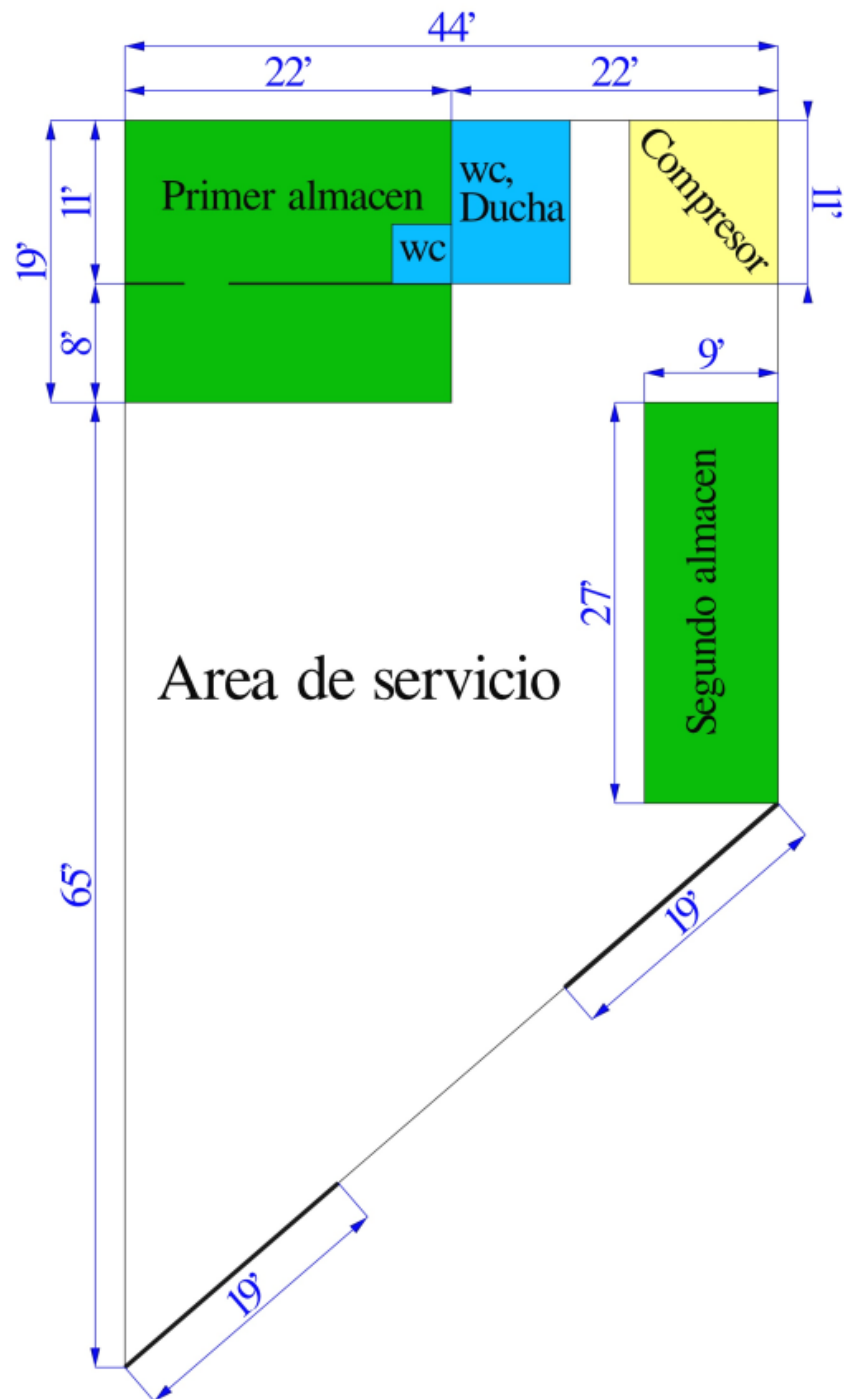 44’
22’
22’
Primer almacen
wc,
Ducha
Compresor
11’
19’
11’
wc
8’
9’
27’
Segundo almacen
Area de servicio
65’
19’
19’